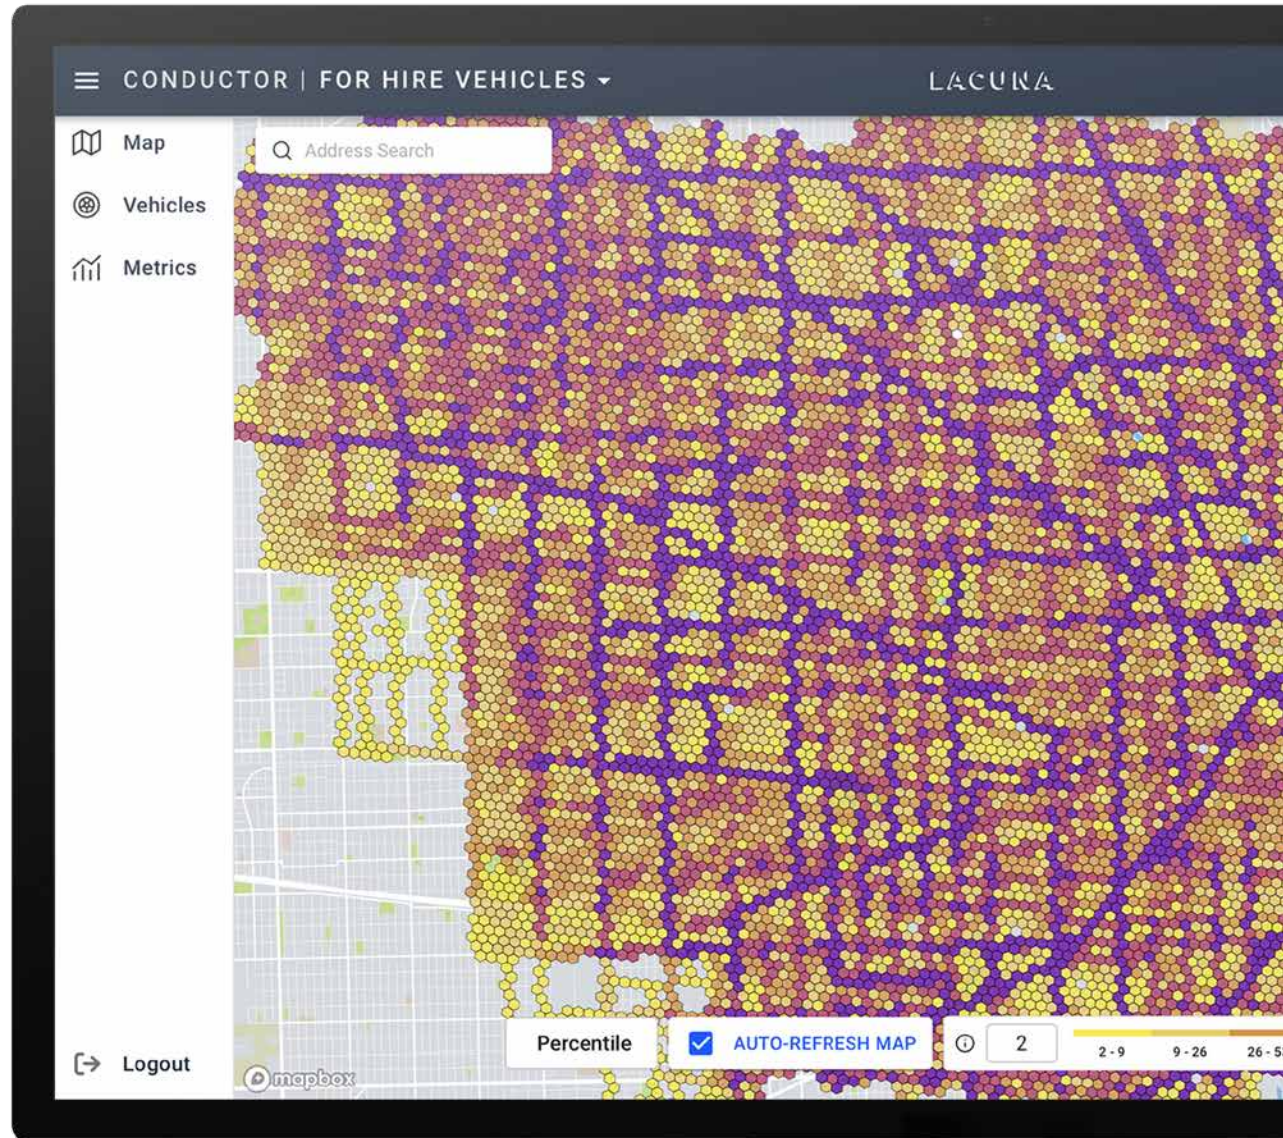 CONDUCTOR | FOR HIRE VEHICLES
LACUNA
Map
Address Search
Vehicles
Metrics
Percentile
AUTO-REFRESH MAP
2
2 - 9
9 - 26
Logout
mapbox